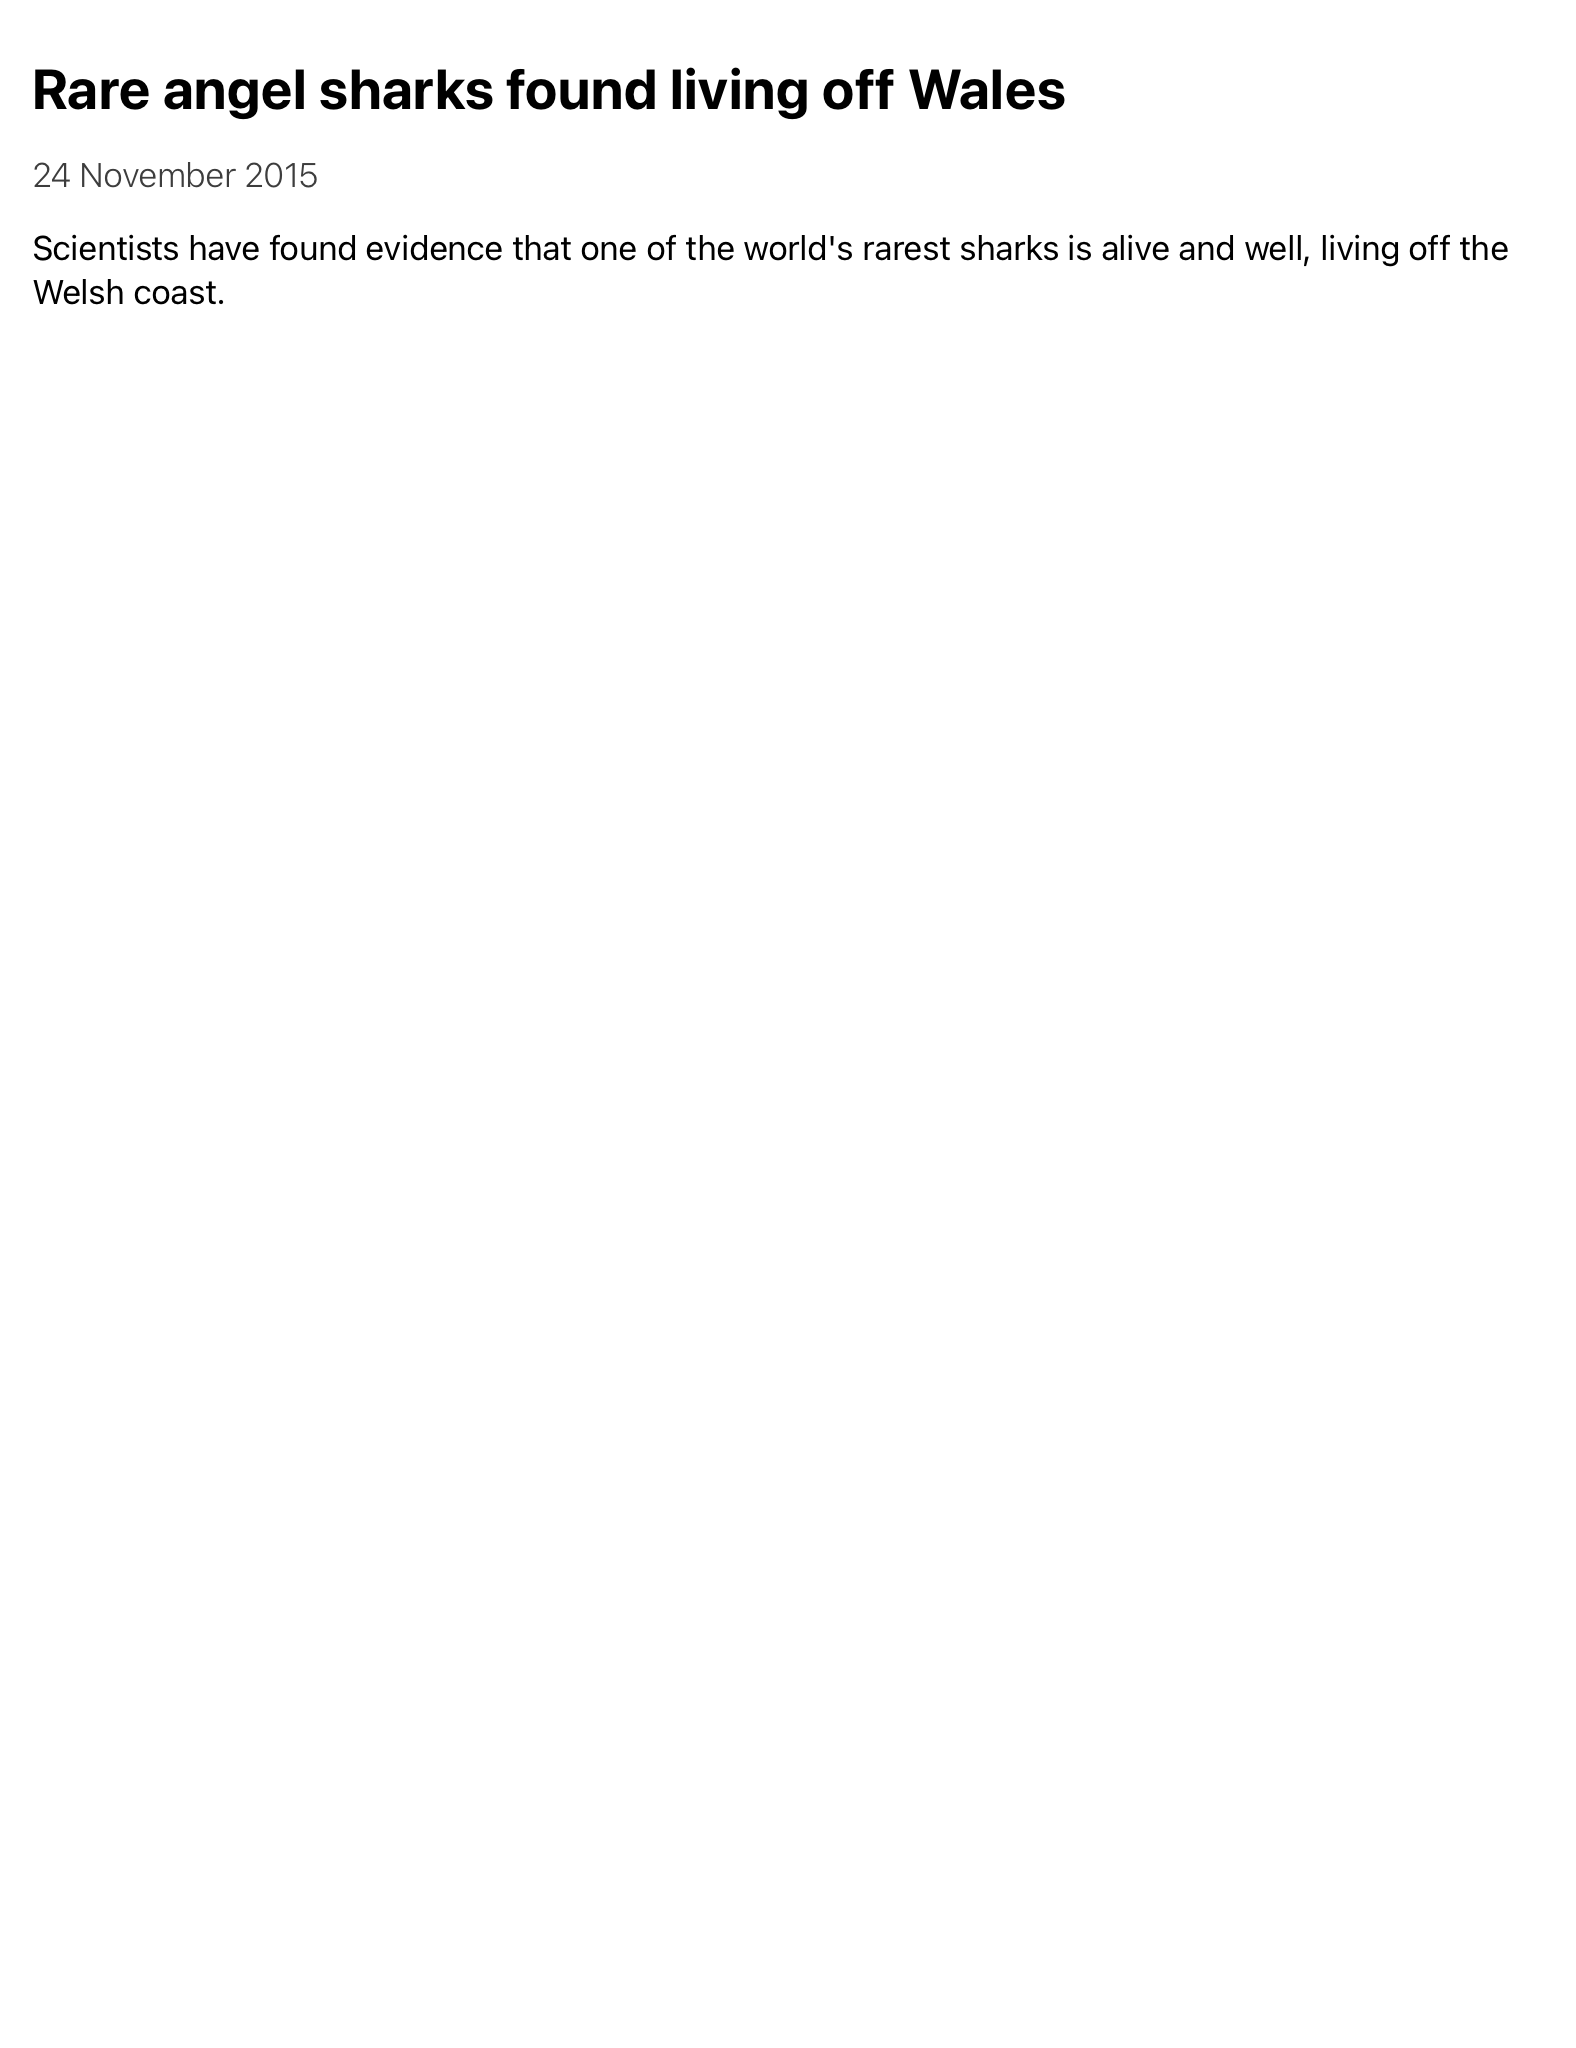 Rare angel sharks found living off Wales
24 November 2015
Scientists have found evidence that one of the world's rarest sharks is alive and well, living off the
Welsh coast.